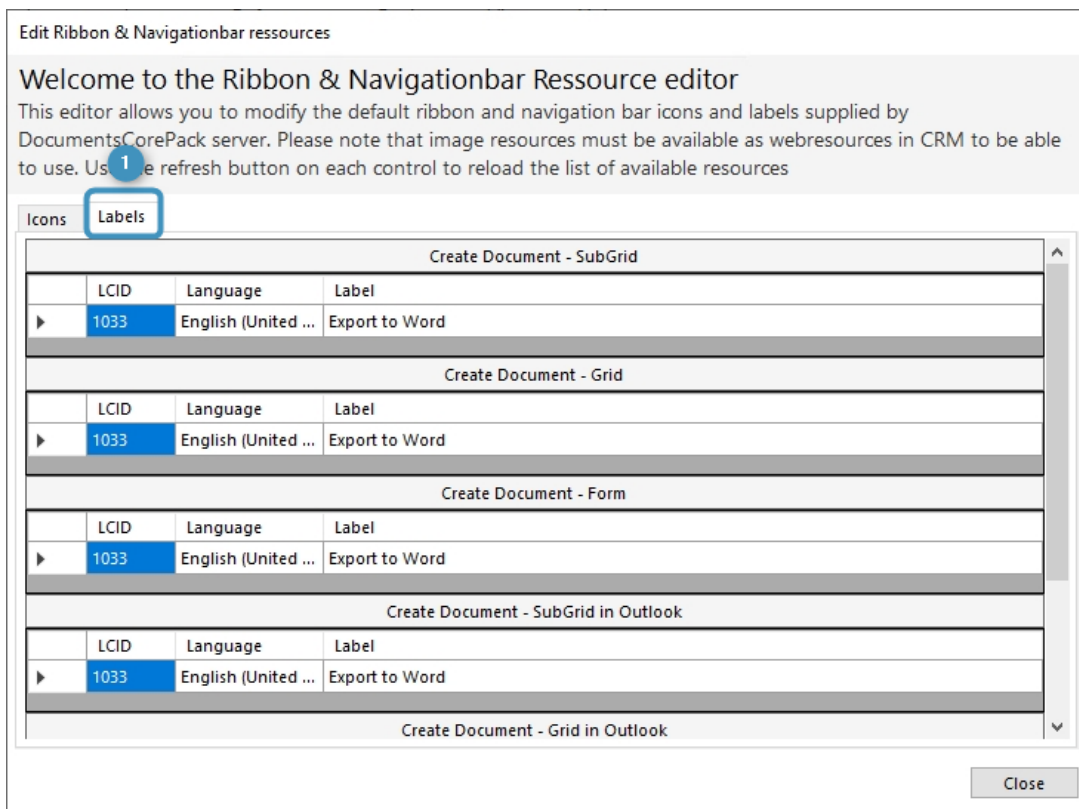 Edit Ribbon & Navigationbar ressources
Welcome to the Ribbon & Navigationbar Ressource editor
This editor allows you to modify the default ribbon and navigation bar icons and labels supplied by
DocumentsCorePack server. Please note that image resources must be available as webresources in CRM to be able
to use. Us e refresh button on each control to reload the list of available resources
1
Icons Labels
Create Document - SubGrid
LCID Language Label
1033 English (United ... Export to Word
Create Document - Grid
LCID Language Label
1033 English (United ... Export to Word
Create Document - Form
LCID Language Label
1033 English (United ... Export to Word
Create Document - SubGrid in Outlook
LCID Language Label
1033 English (United ... Export to Word
Create Document - Grid in Outlook
Close